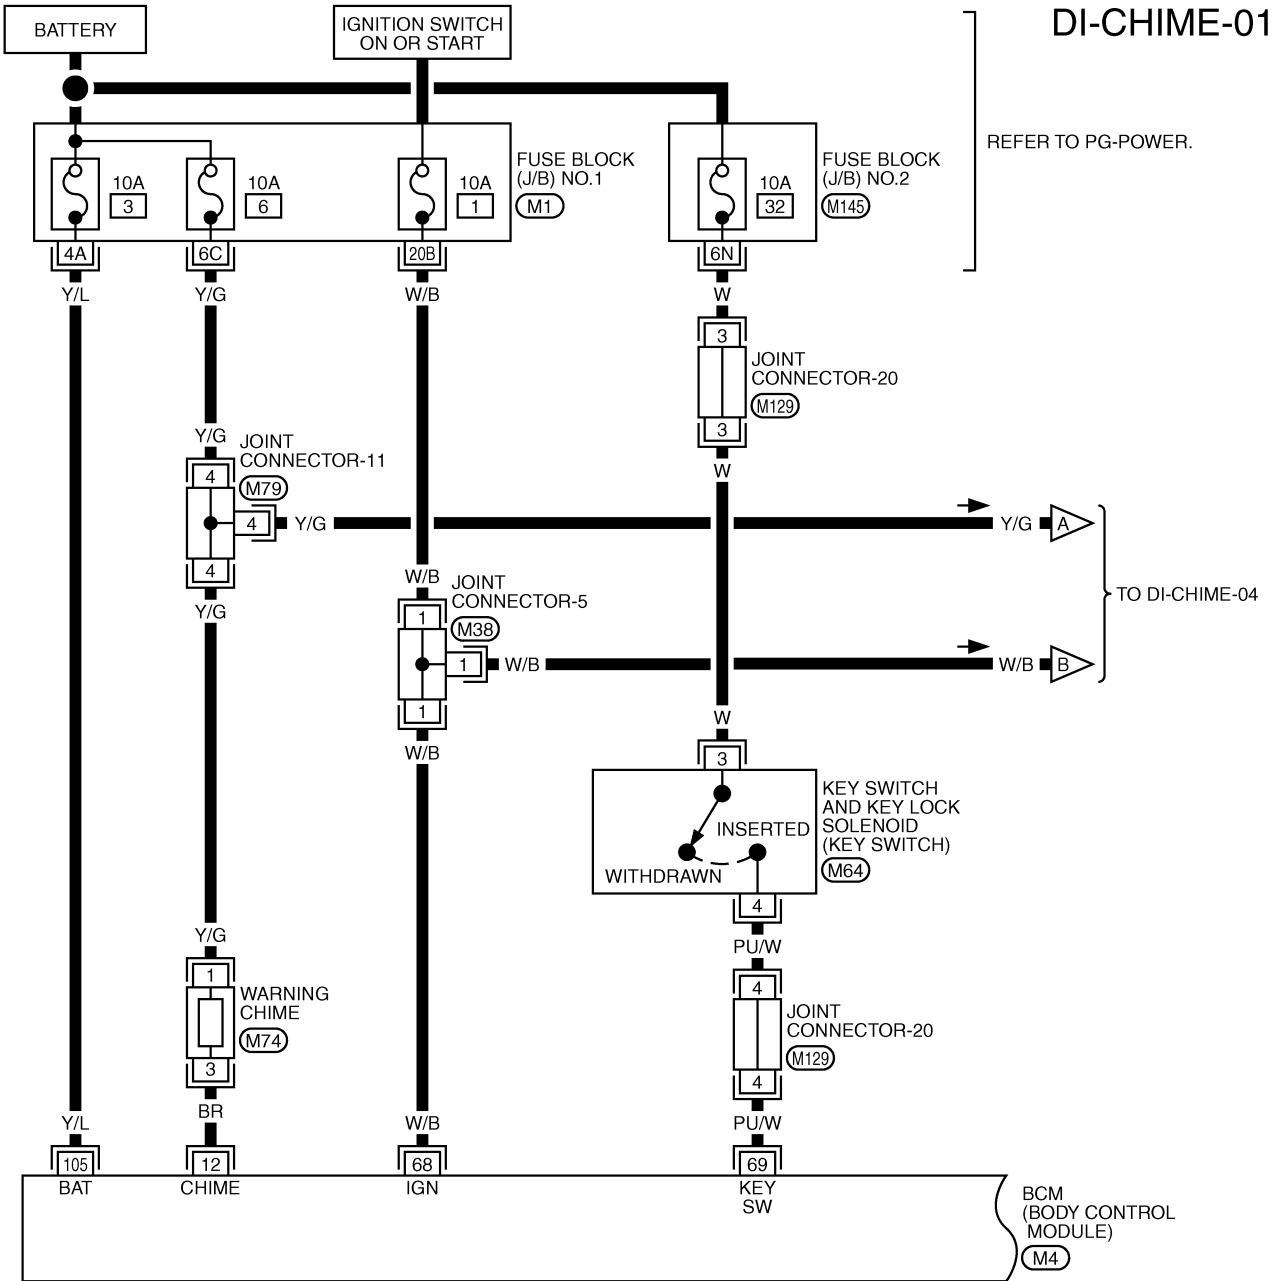 DI-CHIME-01
BATTERY
IGNITION SWITCH
ON OR START
REFER TO PG-POWER.
10A
3
10A
6
10A
1
FUSE BLOCK
(J/B) NO.1
M1
10A
32
FUSE BLOCK
(J/B) NO.2
M145
4A
6C
20B
6N
Y/L
Y/G
W/B
W
3
JOINT
CONNECTOR-20
M129
3
W
Y/G
JOINT
CONNECTOR-11
M79
4
4
Y/G
4
Y/G
Y/G
A
TO DI-CHIME-04
W/B
JOINT
CONNECTOR-5
M38
1
1
W/B
1
W/B
W/B
B
W
3
KEY SWITCH
AND KEY LOCK
SOLENOID
(KEY SWITCH)
M64
INSERTED
WITHDRAWN
4
PU/W
Y/G
1
WARNING
CHIME
M74
3
BR
4
JOINT
CONNECTOR-20
M129
4
Y/L
W/B
PU/W
105
12
68
69
BAT
CHIME
IGN
KEY
SW
BCM
(BODY CONTROL
MODULE)
M4